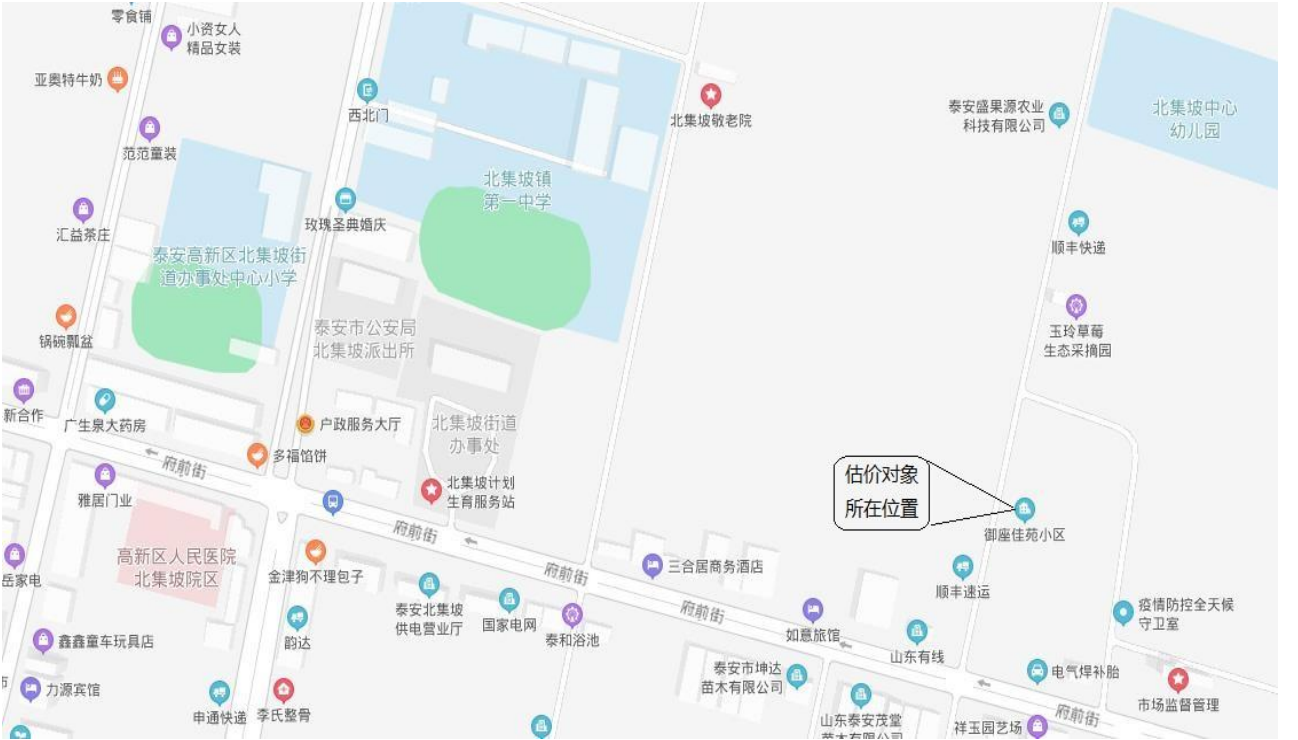 零食铺
小资女人
精品女装
亚奥特牛奶
西北门
范范童装
北集坡敬老院
泰安盛果源农业
科技有限公司
北集坡中心
幼儿园
北集坡镇
第一中学
汇益茶庄
玫瑰圣典婚庆
顺丰快递
泰安高新区北集坡街
道办事处中心小学
泰安市公安局
北集坡派出所
锅碗瓢盆
玉玲草莓
生态采摘园
新合作
广生泉大药房
户政服务大厅
北集坡街道
办事处
多福馅饼
府前街
雅居门业
北集坡计划
生育服务站
估价对象
所在位置
御座佳苑小区
府前街
高新区人民医院
北集坡院区
岳家电
金津狗不理包子
府前街
三合居商务酒店
顺丰速运
泰安北集坡
供电营业厅
国家电网
泰和浴池
府前街
如意旅馆
疫情防控全天候
守卫室
鑫鑫童车玩具店
韵达
山东有线
泰安市坤达
苗木有限公司
电气焊补胎
市
力源宾馆
申通快递
李氏整骨
市场监督管理
府前街
山东泰安茂堂
苗木有限公司
祥玉园艺场